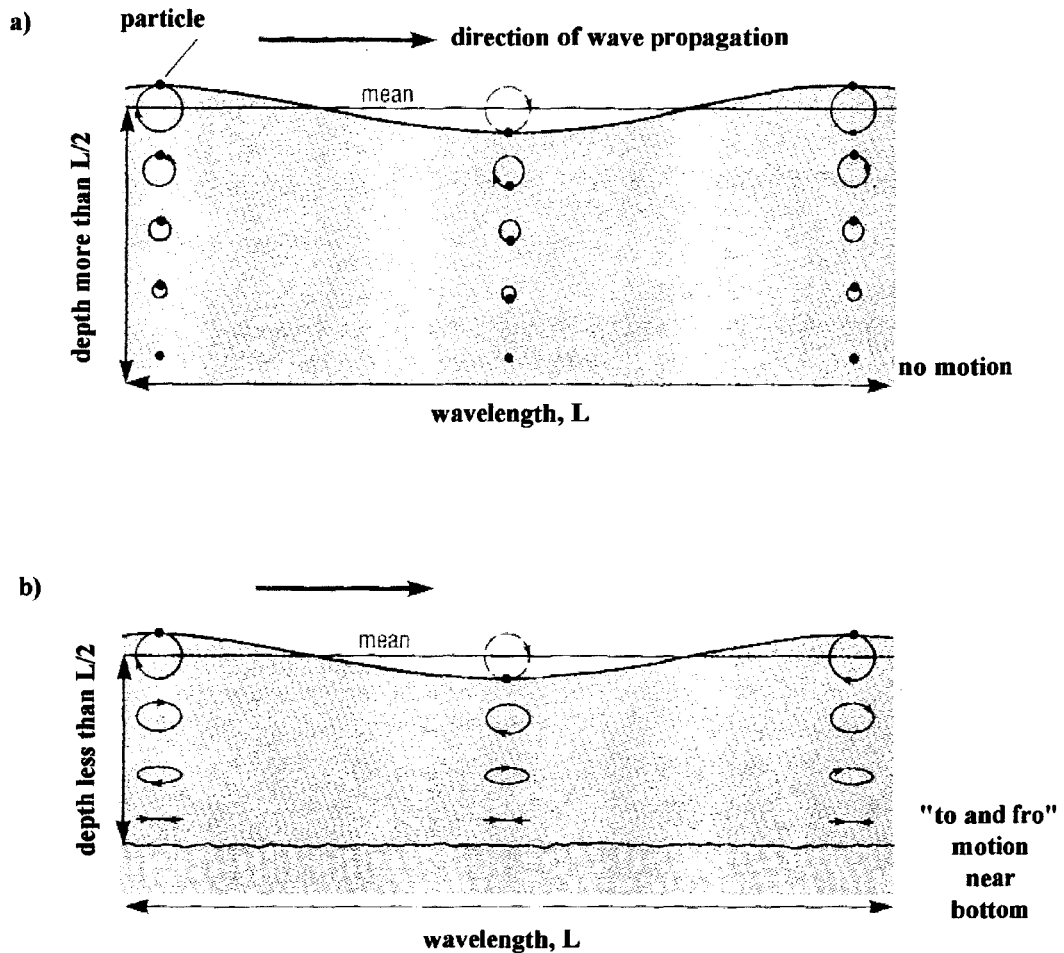 a)
particle
direction of wave propagation
mean
depth more than L/2
no motion
wavelength, L
b)
mean
depth less than L/2
"to and fro"
motion
near
bottom
wavelength, L